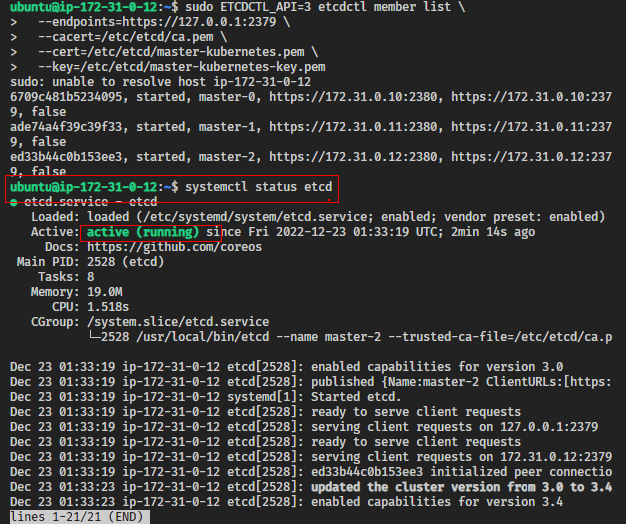 ubuntu@ip-172-31-0-12:~$ sudo ETCDCTL_API=3 etcdctl member list \
>   --endpoints=https://127.0.0.1:2379 \
>   --cacert=/etc/etcd/ca.pem \
>   --cert=/etc/etcd/master-kubernetes.pem \
>   --key=/etc/etcd/master-kubernetes-key.pem
sudo: unable to resolve host ip-172-31-0-12
6709c481b5234095, started, master-0, https://172.31.0.10:2380, https://172.31.0.10:237
9, false
ade74a4f39c39f33, started, master-1, https://172.31.0.11:2380, https://172.31.0.11:237
9, false
ed33b44c0b153ee3, started, master-2, https://172.31.0.12:2380, https://172.31.0.12:237
9, false
ubuntu@ip-172-31-0-12:~$ systemctl status etcd
● etcd.service - etcd
Loaded: loaded (/etc/systemd/system/etcd.service; enabled; vendor preset: enabled)
Active: active (running) since Fri 2022-12-23 01:33:19 UTC; 2min 14s ago
Docs: https://github.com/coreos
Main PID: 2528 (etcd)
Tasks: 8
Memory: 19.0M
CPU: 1.518s
CGroup: /system.slice/etcd.service
└─2528 /usr/local/bin/etcd --name master-2 --trusted-ca-file=/etc/etcd/ca.p
Dec 23 01:33:19 ip-172-31-0-12 etcd[2528]: enabled capabilities for version 3.0
Dec 23 01:33:19 ip-172-31-0-12 etcd[2528]: published {Name:master-2 ClientURLs:[https:
Dec 23 01:33:19 ip-172-31-0-12 systemd[1]: Started etcd.
Dec 23 01:33:19 ip-172-31-0-12 etcd[2528]: ready to serve client requests
Dec 23 01:33:19 ip-172-31-0-12 etcd[2528]: serving client requests on 127.0.0.1:2379
Dec 23 01:33:19 ip-172-31-0-12 etcd[2528]: ready to serve client requests
Dec 23 01:33:19 ip-172-31-0-12 etcd[2528]: serving client requests on 172.31.0.12:2379
Dec 23 01:33:19 ip-172-31-0-12 etcd[2528]: ed33b44c0b153ee3 initialized peer connectio
Dec 23 01:33:23 ip-172-31-0-12 etcd[2528]: updated the cluster version from 3.0 to 3.4
Dec 23 01:33:23 ip-172-31-0-12 etcd[2528]: enabled capabilities for version 3.4
lines 1-21/21 (END)